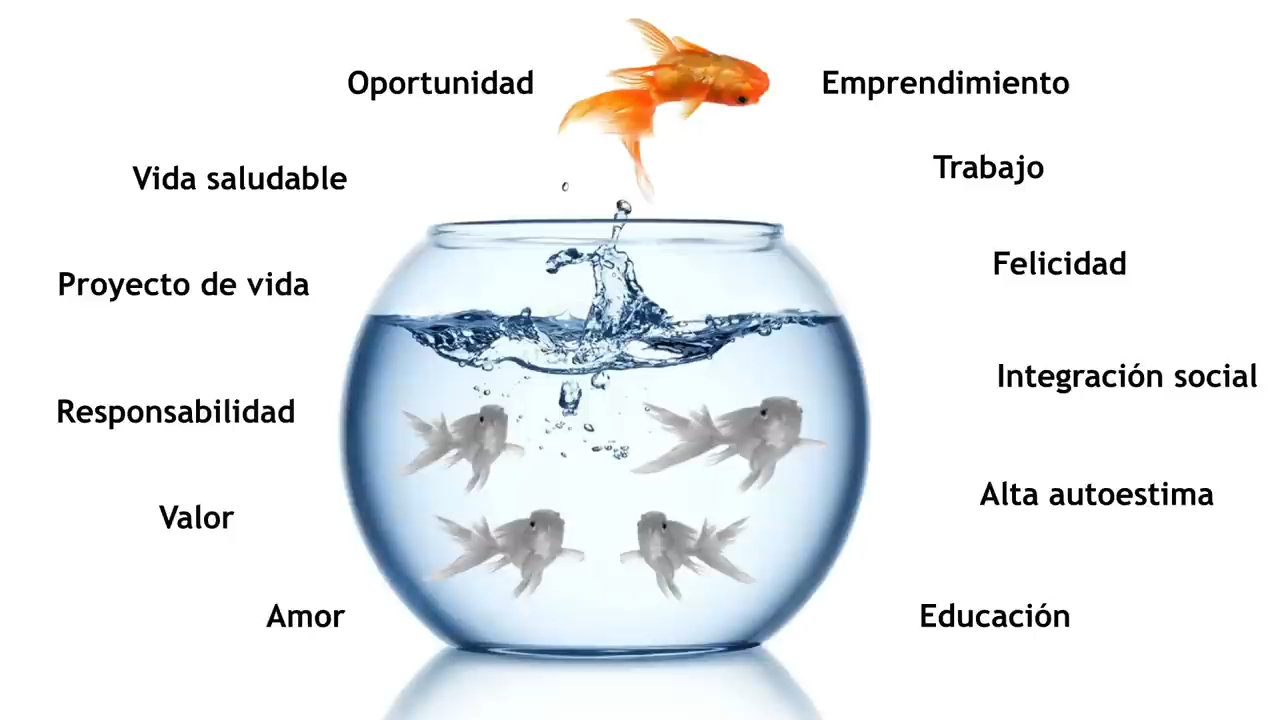 Oportunidad
Emprendimiento
Vida saludable
Trabajo
Proyecto de vida
Felicidad
Responsabilidad
Integración social
Valor
Alta autoestima
Amor
Educación